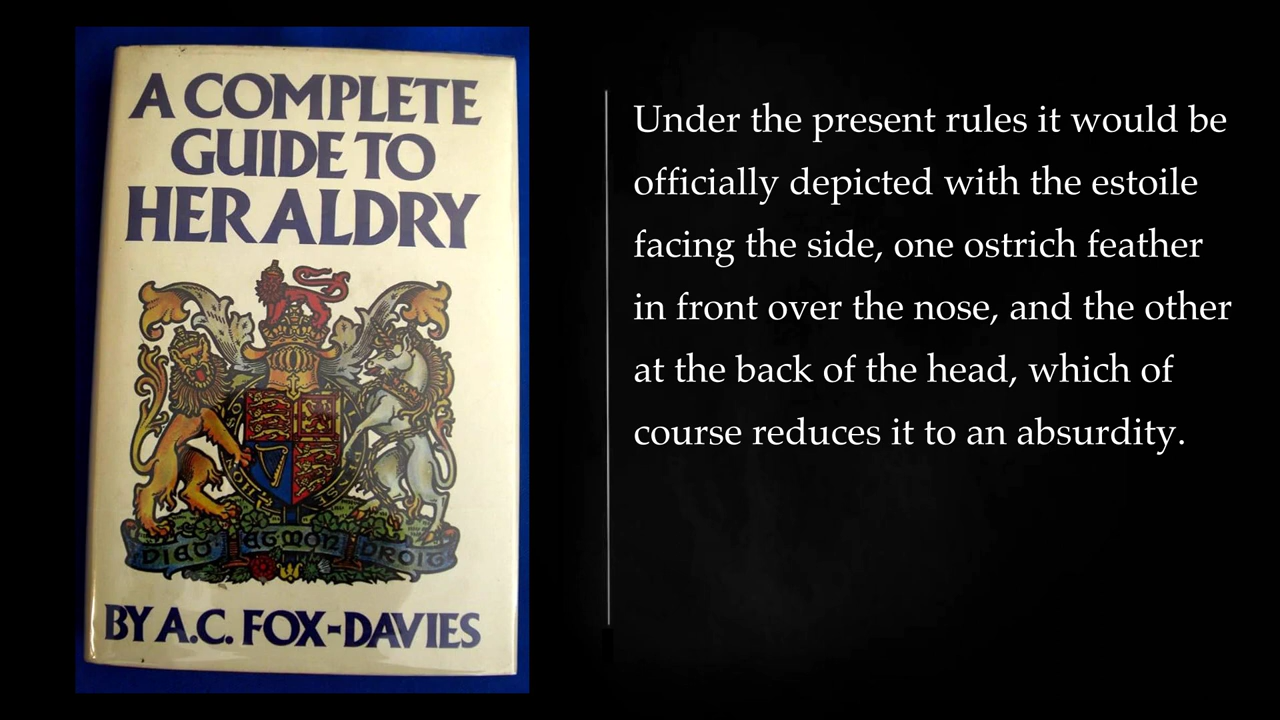 A COMPLETE
GUIDE TO
HERALDRY
DIEU ET MON DROIT
BY A.C. FOX-DAVIES
Under the present rules it would be
officially depicted with the estoile
facing the side, one ostrich feather
in front over the nose, and the other
at the back of the head, which of
course reduces it to an absurdity.